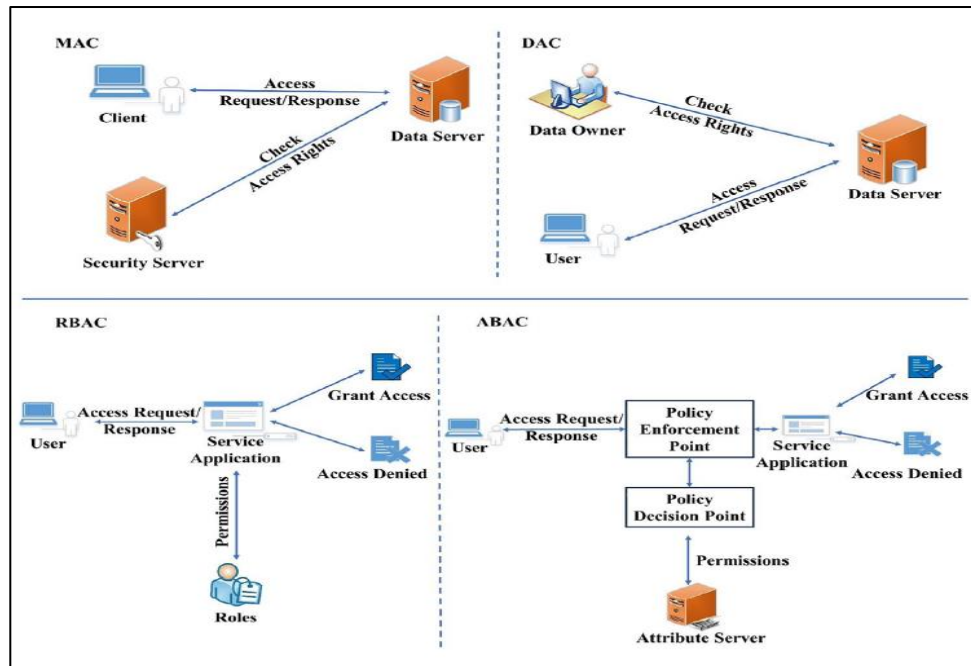 MAC
Client
Access
Request/Response
Data Server
Check
Access Rights
Security Server
DAC
Data Owner
Check
Access Rights
Data Server
Access
Request/Response
User
RBAC
User
Access Request/
Response
Service
Application
Grant Access
Access Denied
Permissions
Roles
ABAC
User
Access Request/
Response
Policy
Enforcement
Point
Service
Application
Grant Access
Access Denied
Policy
Decision Point
Permissions
Attribute Server